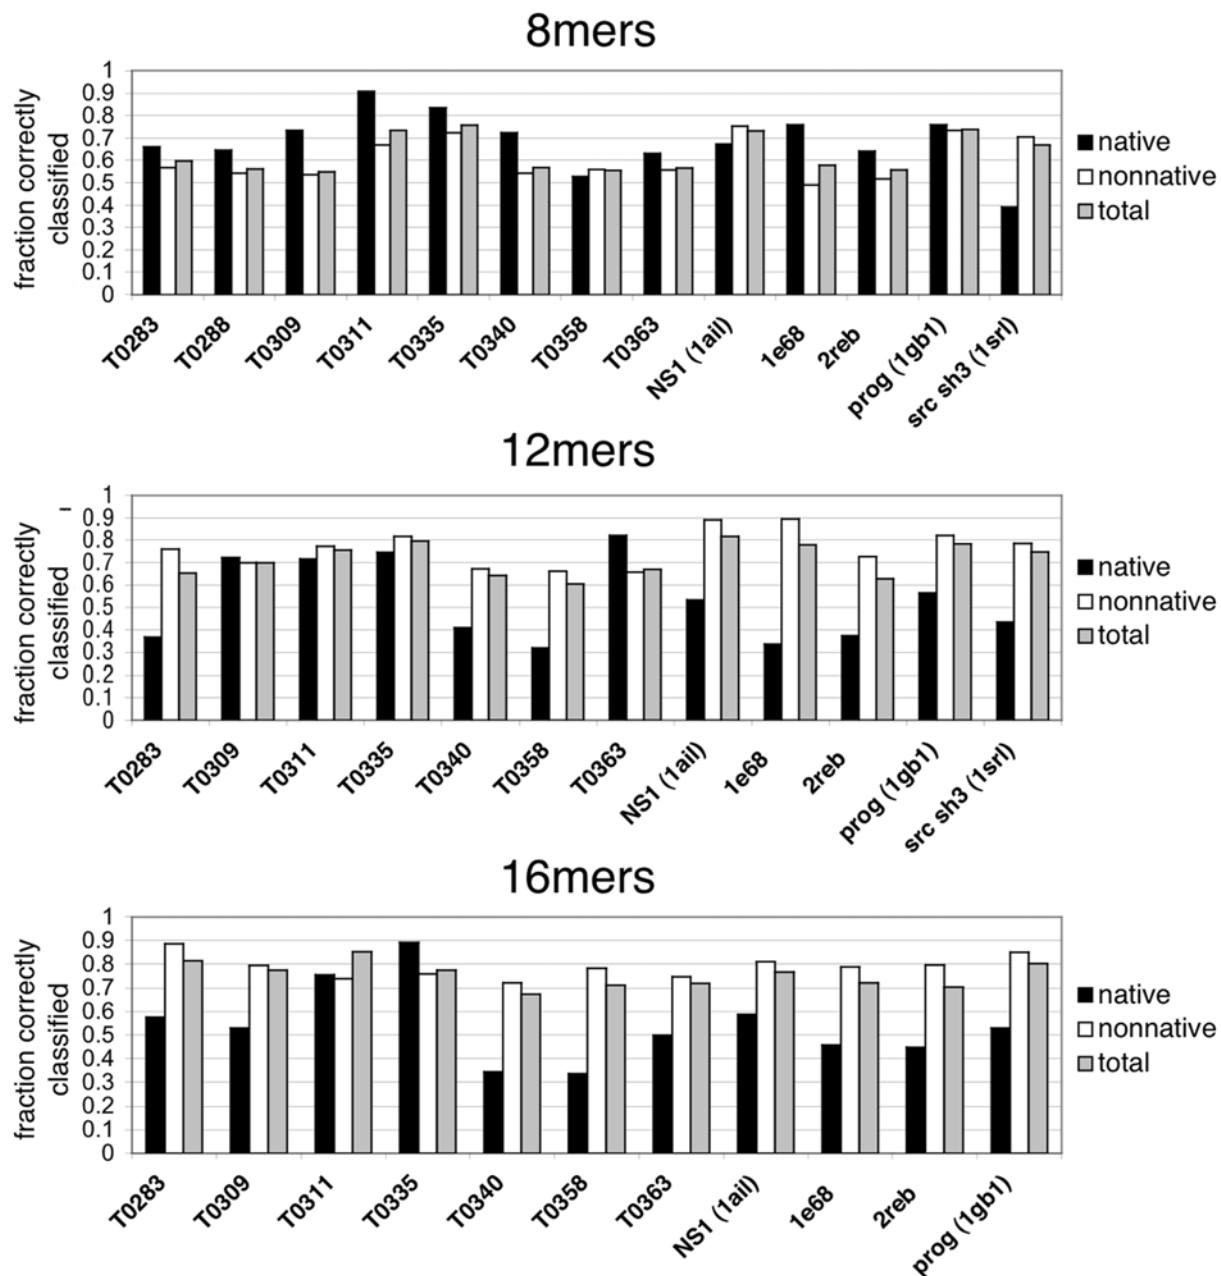 8mers
fraction correctly
classified
1
0.9
0.8
0.7
0.6
0.5
0.4
0.3
0.2
0.1
0
native
nonnative
total
T0283
T0288
T0309
T0311
T0335
T0340
T0358
T0363
NS1 (1ail)
1e68
2reb
prog (1gb1)
src sh3 (1srl)
12mers
fraction correctly
classified
1
0.9
0.8
0.7
0.6
0.5
0.4
0.3
0.2
0.1
0
native
nonnative
total
T0283
T0309
T0311
T0335
T0340
T0358
T0363
NS1 (1ail)
1e68
2reb
prog (1gb1)
src sh3 (1srl)
16mers
fraction correctly
classified
1
0.9
0.8
0.7
0.6
0.5
0.4
0.3
0.2
0.1
0
native
nonnative
total
T0283
T0309
T0311
T0335
T0340
T0358
T0363
NS1 (1ail)
1e68
2reb
prog (1gb1)